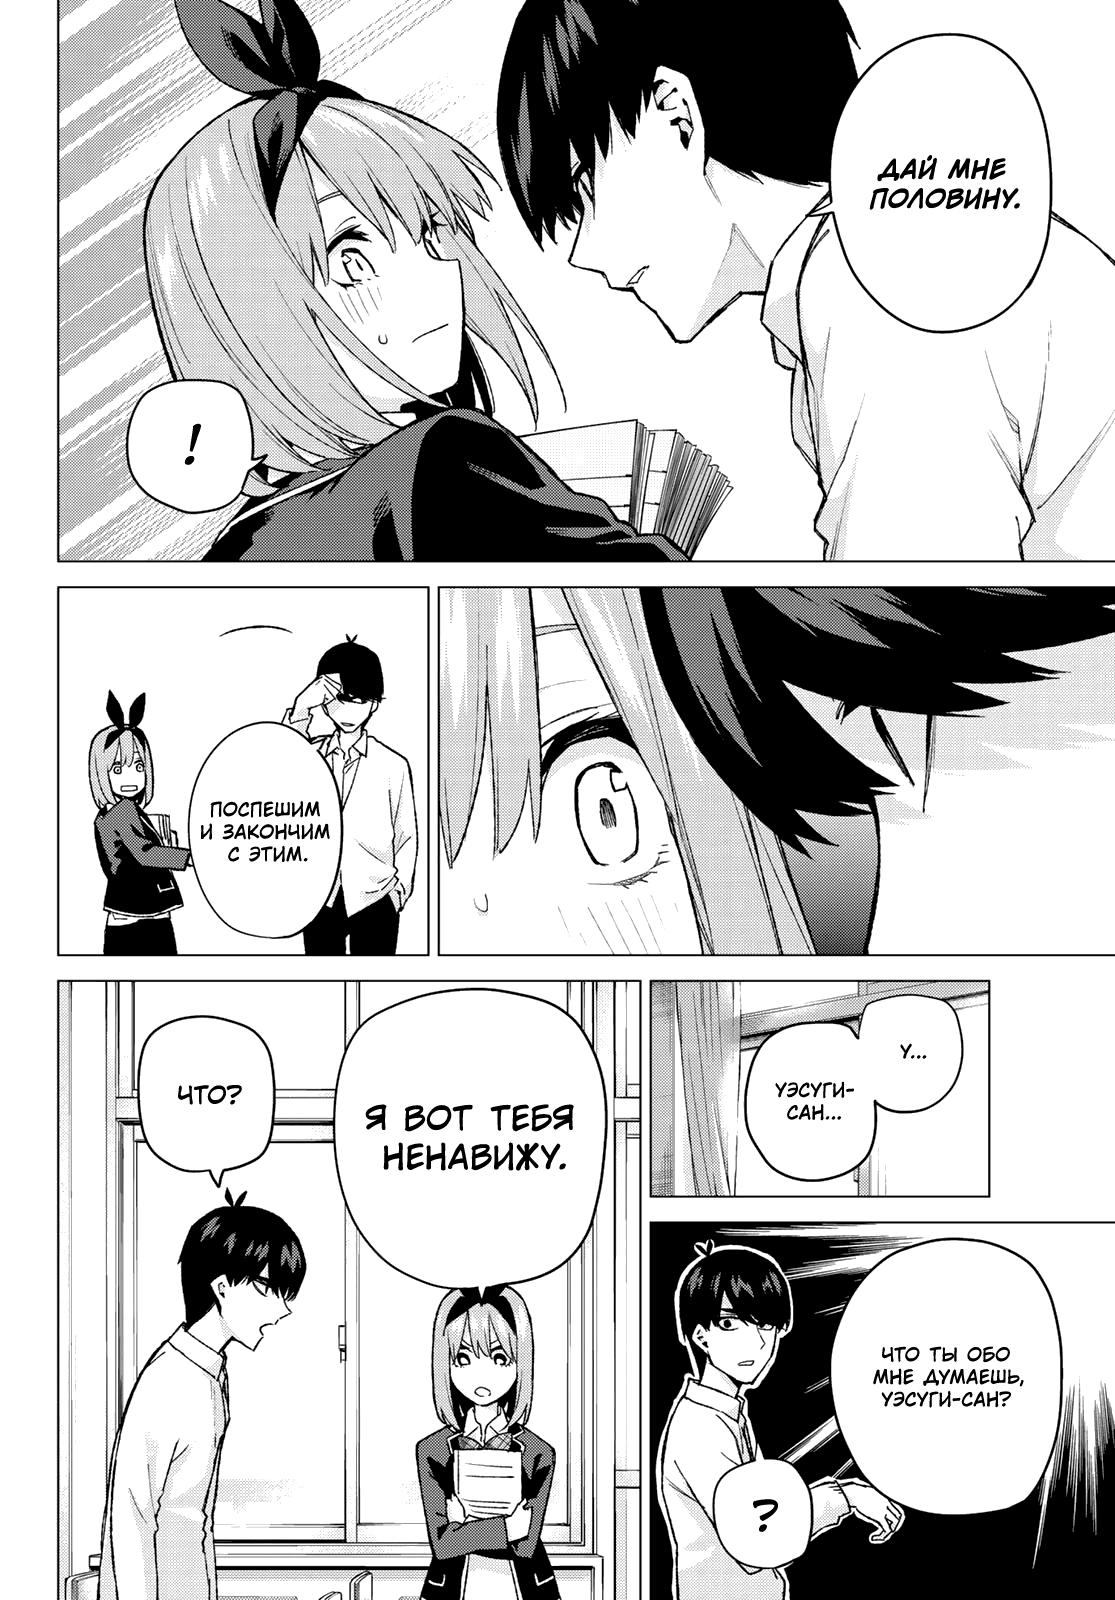 ДАЙ МНЕ
ПОЛОВИНУ.
!
ПОСПЕШИМ
И ЗАКОНЧИМ
С ЭТИМ.
У...
УЭСУГИ-
САН...
ЧТО ТЫ ОБО
МНЕ ДУМАЕШЬ,
УЭСУГИ-САН?
?
Я ВОТ ТЕБЯ
НЕНАВИЖУ.
ЧТО?